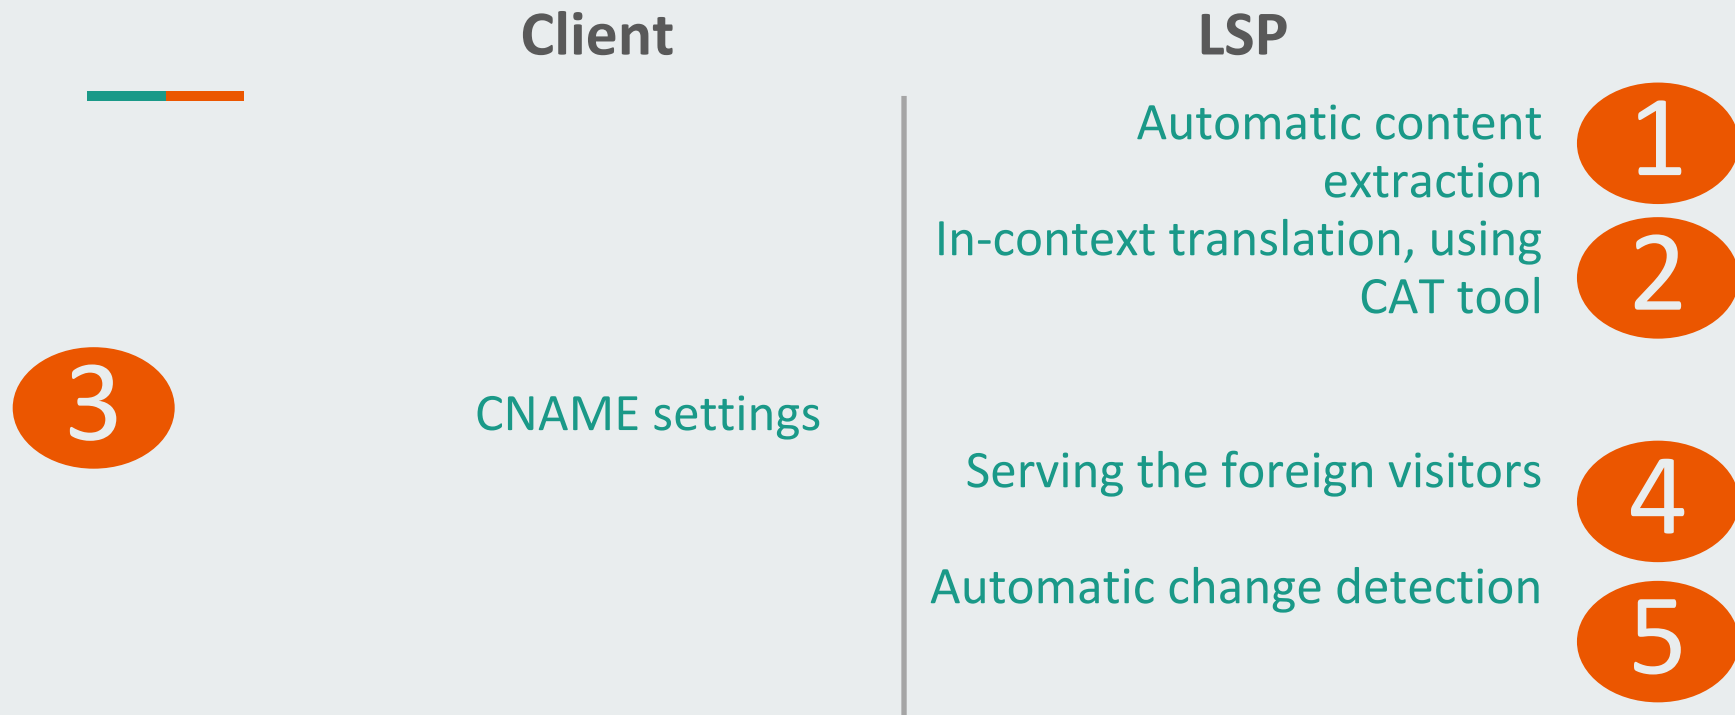 Client
LSP
Automatic content
extraction
1
In-context translation, using
CAT tool
2
3
CNAME settings
Serving the foreign visitors
4
Automatic change detection
5